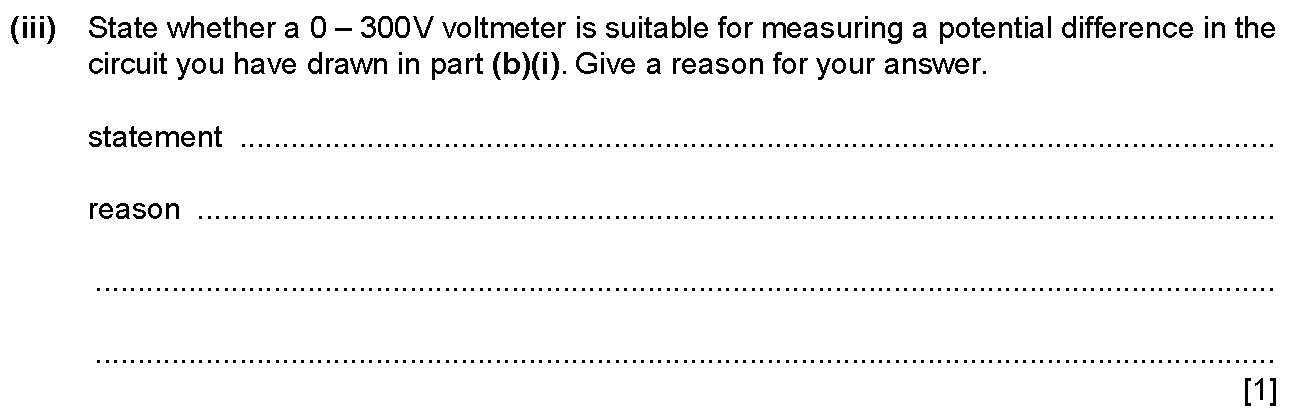 (iii) State whether a 0 – 300V voltmeter is suitable for measuring a potential difference in the
circuit you have drawn in part (b)(i). Give a reason for your answer.
statement ..........................................................................................................................
reason ...............................................................................................................................
...........................................................................................................................................
...........................................................................................................................................
[1]